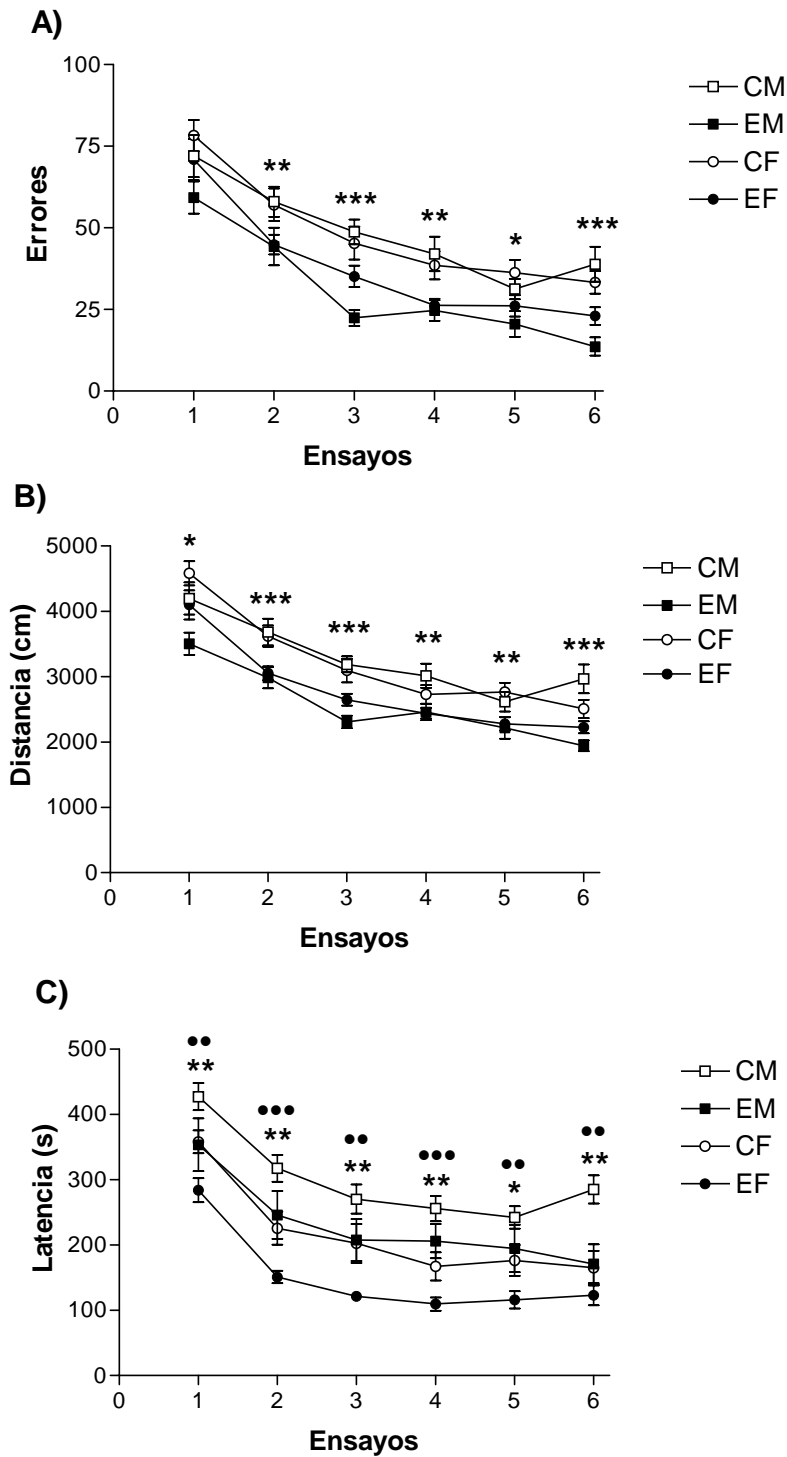 A)
100
75
50
25
0
Errores
** *** ** * ***
0 1 2 3 4 5 6
Ensayos
CM
EM
CF
EF
B)
5000
4000
3000
2000
1000
0
Distancia (cm)
* *** *** ** ** ***
0 1 2 3 4 5 6
Ensayos
CM
EM
CF
EF
C)
500
400
300
200
100
0
Latencia (s)
•• ••• •• ••• •• ••
** ** ** ** * **
0 1 2 3 4 5 6
Ensayos
CM
EM
CF
EF